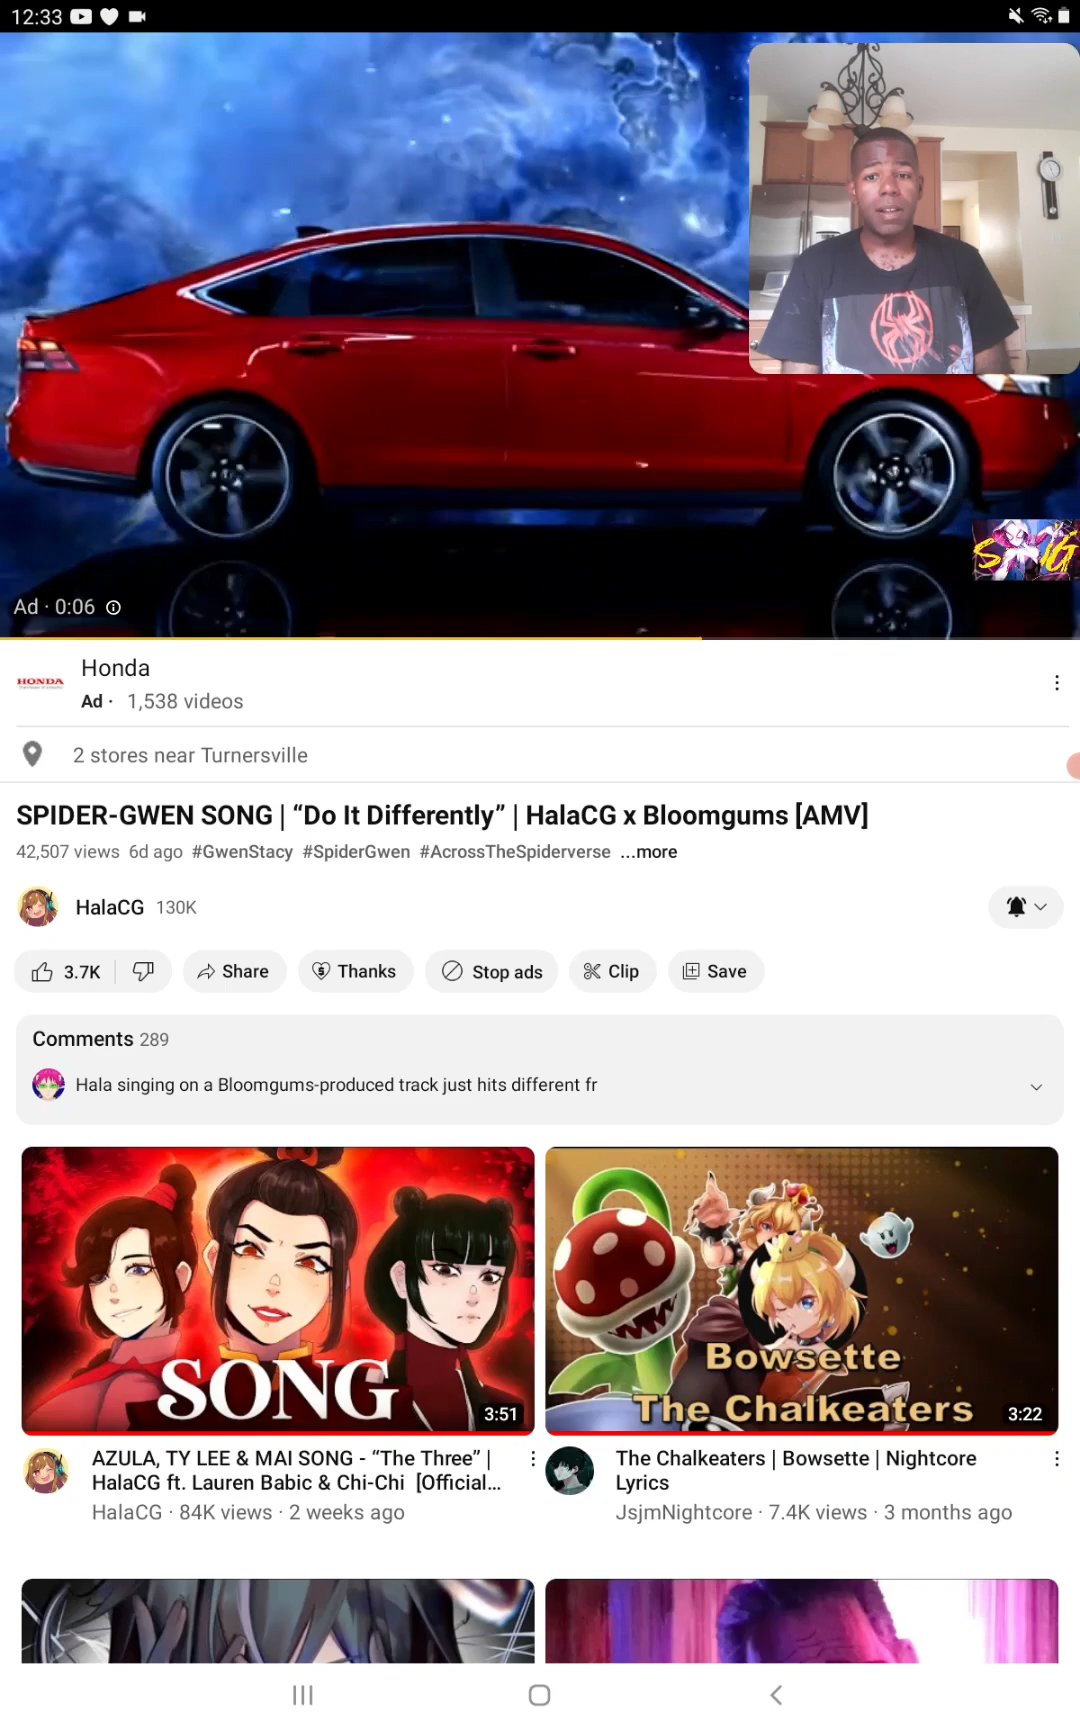 12:33
Ad · 0:06
HONDA
Honda
Ad · 1,538 videos
2 stores near Turnersville
SPIDER-GWEN SONG | “Do It Differently” | HalaCG x Bloomgums [AMV]
42,507 views 6d ago #GwenStacy #SpiderGwen #AcrossTheSpiderverse ...more
HalaCG 130K
3.7K
Share
Thanks
Stop ads
Clip
Save
Comments 289
Hala singing on a Bloomgums-produced track just hits different fr
SONG
3:51
Bowsette
The Chalkeaters
3:22
AZULA, TY LEE & MAI SONG - “The Three” |
HalaCG ft. Lauren Babic & Chi-Chi [Official...
HalaCG · 84K views · 2 weeks ago
The Chalkeaters | Bowsette | Nightcore
Lyrics
JsjmNightcore · 7.4K views · 3 months ago